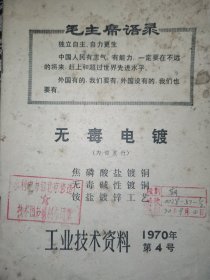 毛主席语录
独立自主、自力更生
中国人民有志气，有能力，一定要在不远
的将来，赶上和超过世界先进水平。
外国有的，我们要有，外国没有的，我们也
要有。
无毒电镀
（内部发行）
焦磷酸盐镀铜
无毒碱性镀铜
铵盐镀锌工艺
工业技术资料
1970年
第4号